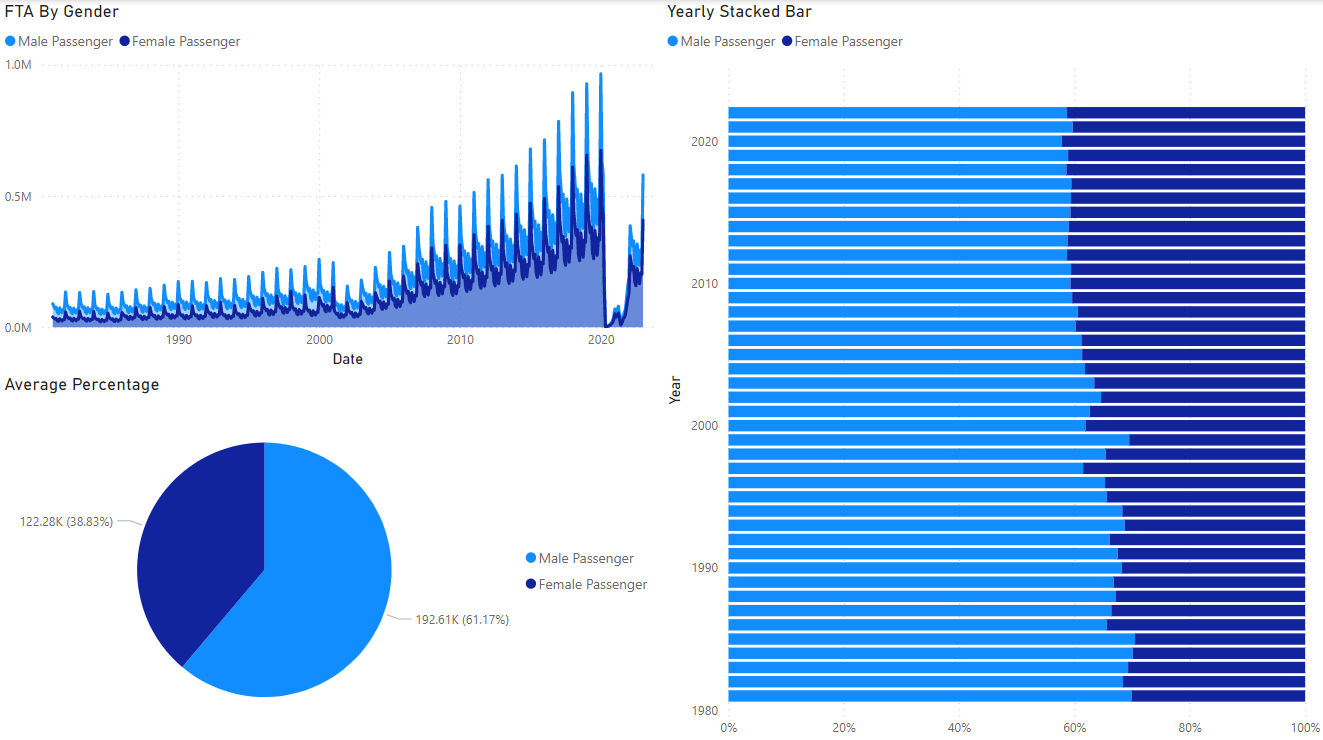 FTA By Gender
Male Passenger Female Passenger
1.0M
0.5M
0.0M
1990 2000 2010 2020
Date
Average Percentage
122.28K (38.83%)
192.61K (61.17%)
Male Passenger
Female Passenger
Yearly Stacked Bar
Male Passenger Female Passenger
2020
2010
2000
1990
1980
Year
0% 20% 40% 60% 80% 100%